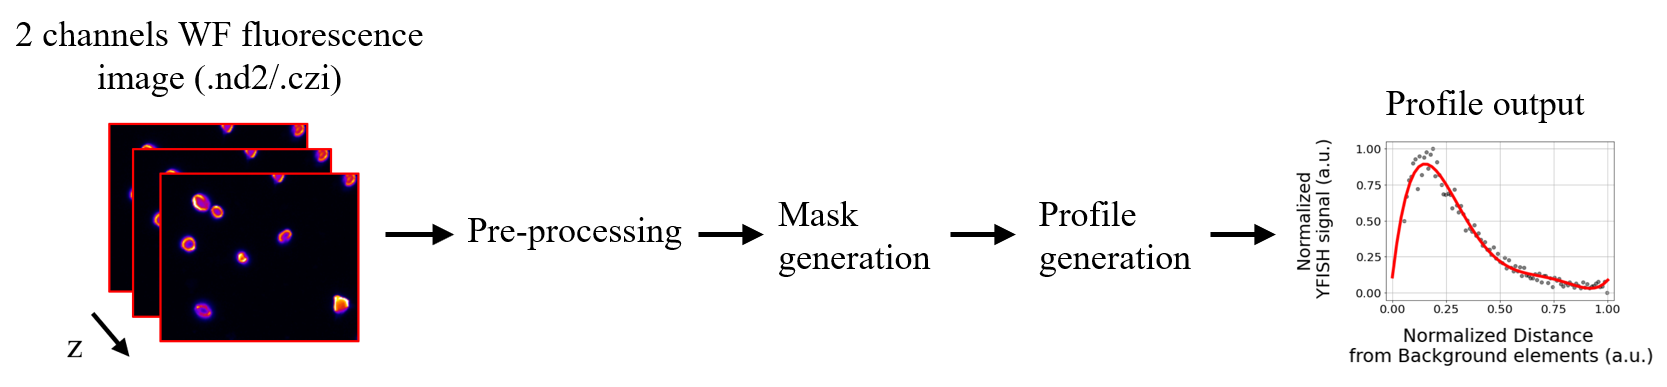 2 channels WF fluorescence
image (.nd2/.czi)
z
Pre-processing
Mask
generation
Profile
generation
Profile output
Normalized
YFISH signal (a.u.)
1.00
0.75
0.50
0.25
0.00
0.00 0.25 0.50 0.75 1.00
Normalized Distance
from Background elements (a.u.)